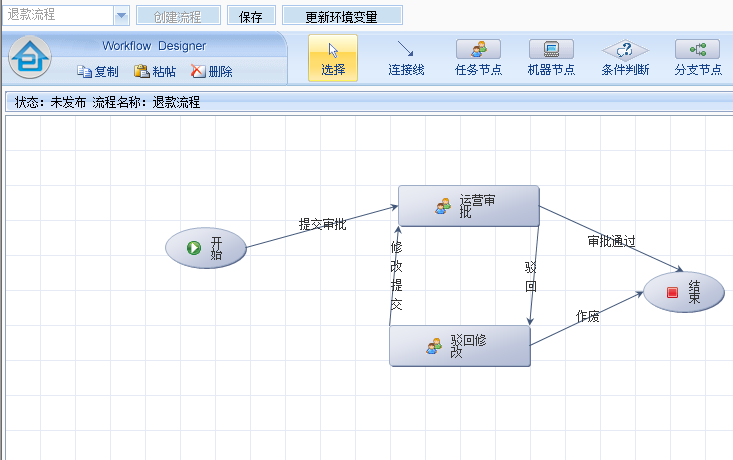 退款流程 创建流程 保存 更新环境变量
Workflow Designer
复制 粘帖 删除
选择 连接线 任务节点 机器节点 条件判断 分支节点
状态：未发布 流程名称：退款流程
运营审
批
提交审批
开
始
审批通过
修
改
提
交
驳
回
结
束
作废
驳回修
改